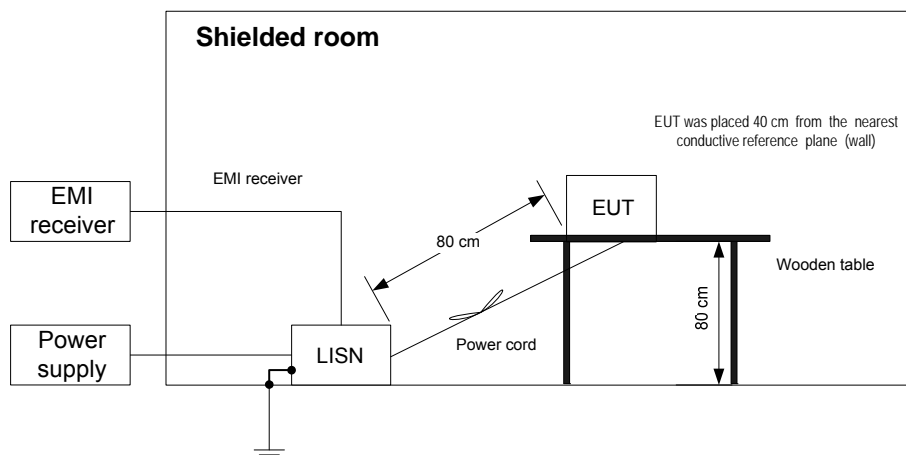 Shielded room
EUT was placed 40 cm from the nearest
conductive reference plane (wall)
EMI receiver
EMI
receiver
EUT
80 cm
Wooden table
80 cm
Power
supply
LISN
Power cord